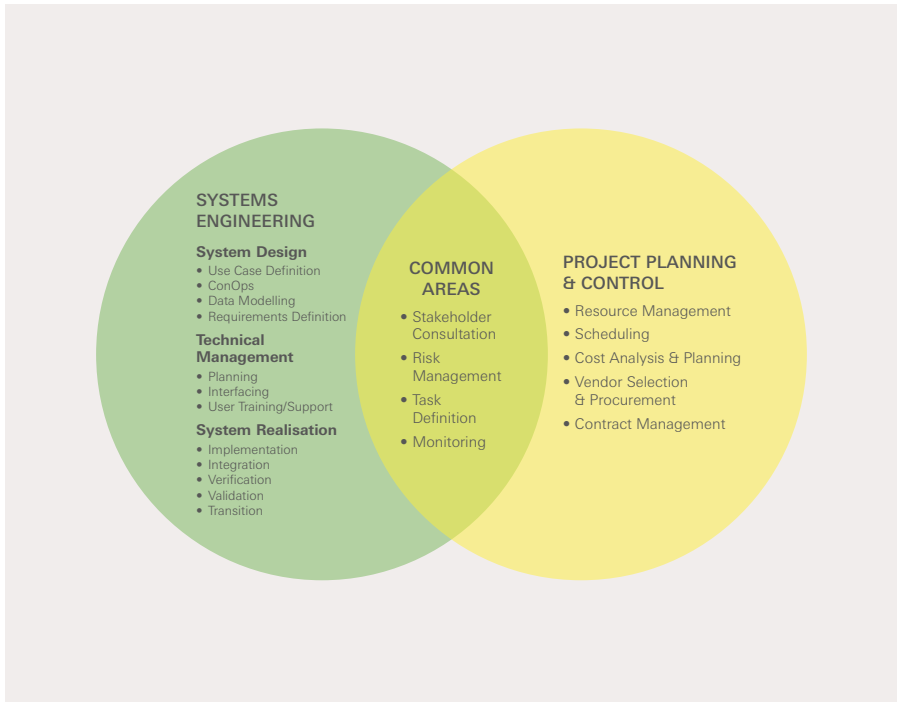 SYSTEMS
ENGINEERING
System Design
• Use Case Definition
• ConOps
• Data Modelling
• Requirements Definition
Technical
Management
• Planning
• Interfacing
• User Training/Support
System Realisation
• Implementation
• Integration
• Verification
• Validation
• Transition
COMMON
AREAS
• Stakeholder
Consultation
• Risk
Management
• Task
Definition
• Monitoring
PROJECT PLANNING
& CONTROL
• Resource Management
• Scheduling
• Cost Analysis & Planning
• Vendor Selection
& Procurement
• Contract Management